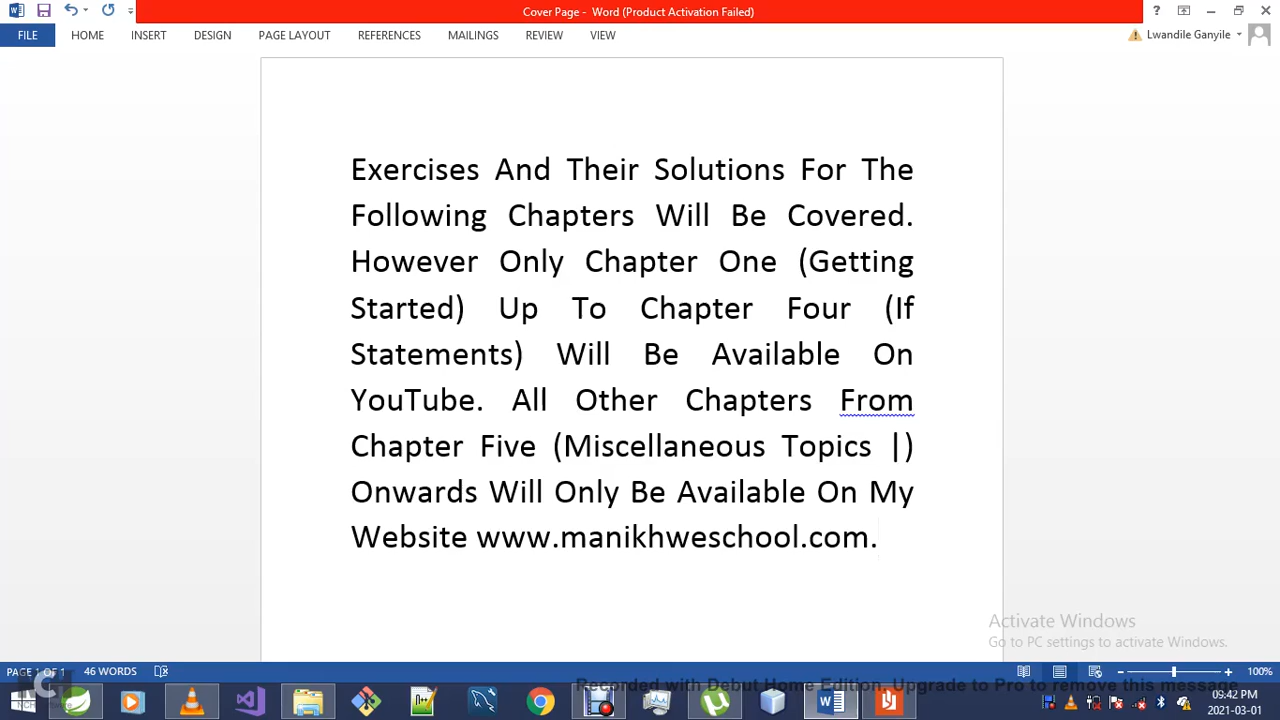 Cover Page - Word (Product Activation Failed)
FILE HOME INSERT DESIGN PAGE LAYOUT REFERENCES MAILINGS REVIEW VIEW
Lwandile Ganyile
Exercises And Their Solutions For The
Following Chapters Will Be Covered.
However Only Chapter One (Getting
Started) Up To Chapter Four (If
Statements) Will Be Available On
YouTube. All Other Chapters From
Chapter Five (Miscellaneous Topics |)
Onwards Will Only Be Available On My
Website www.manikhweschool.com.
Activate Windows
Go to PC settings to activate Windows.
PAGE 1 OF 1 46 WORDS
100%
Recorded with Debut Home Edition. Upgrade to Pro to remove this message
09:42 PM
2021-03-01